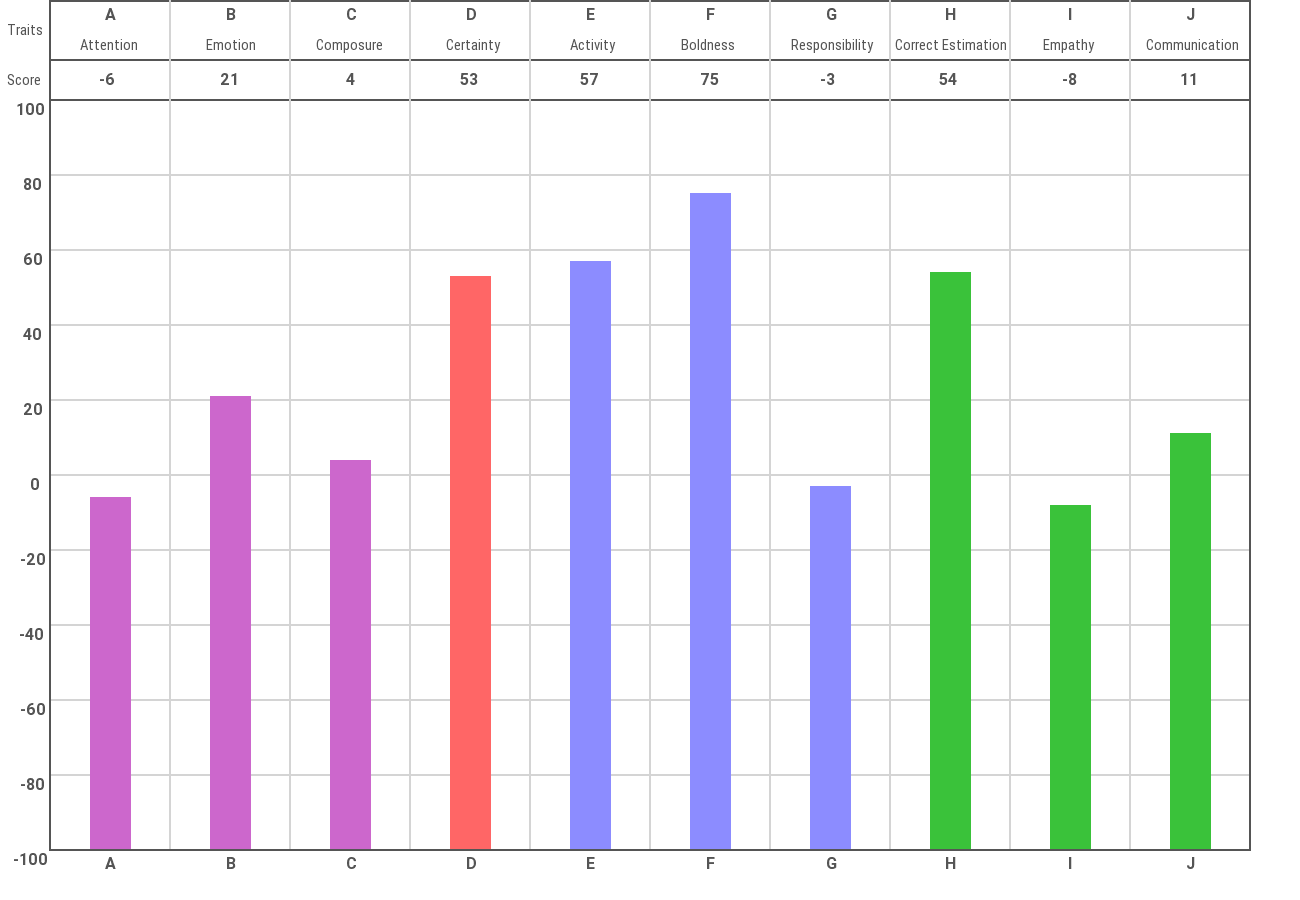 Traits
A B C D E F G H I J
Attention Emotion Composure Certainty Activity Boldness Responsibility Correct Estimation Empathy Communication
Score -6 21 4 53 57 75 -3 54 -8 11
100
80
60
40
20
0
-20
-40
-60
-80
-100
A B C D E F G H I J